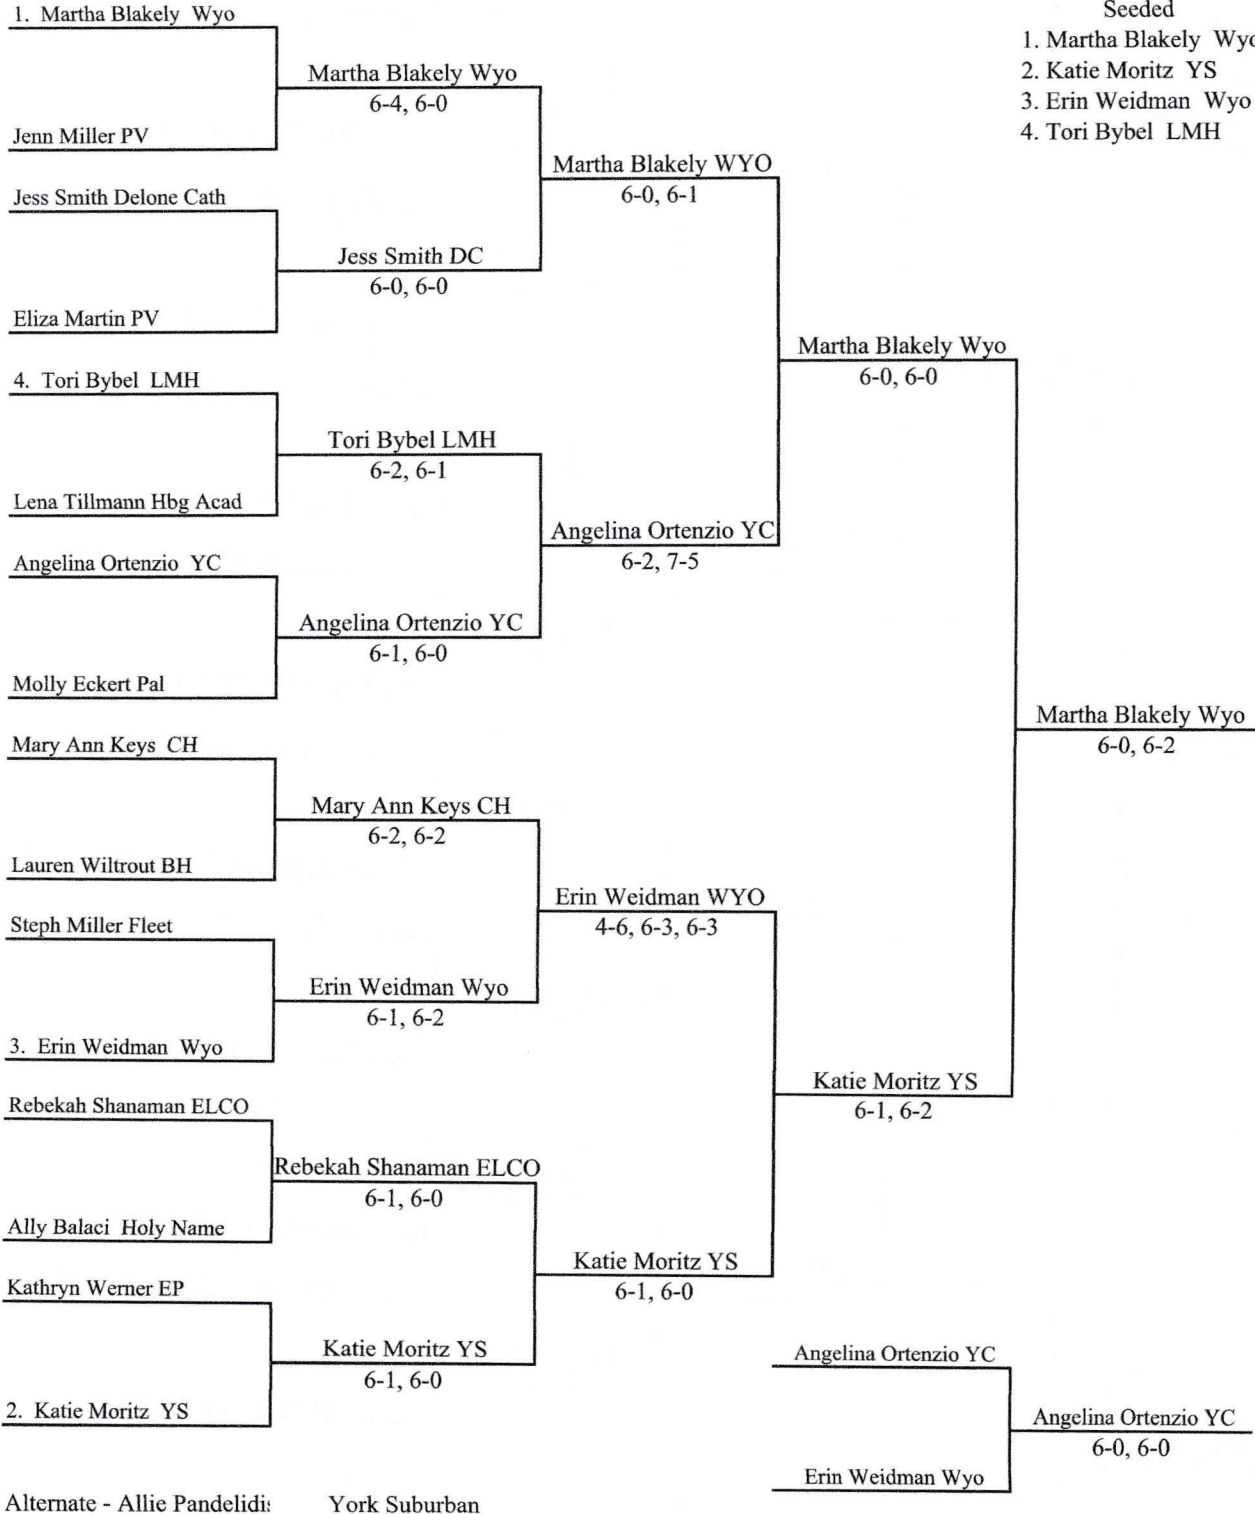 1. Martha Blakely Wyo
Jenn Miller PV
Jess Smith Delone Cath
Eliza Martin PV
4. Tori Bybel LMH
Lena Tillmann Hbg Acad
Angelina Ortenzio YC
Molly Eckert Pal
Mary Ann Keys CH
Lauren Wiltrout BH
Steph Miller Fleet
3. Erin Weidman Wyo
Rebekah Shanaman ELCO
Ally Balaci Holy Name
Kathryn Werner EP
2. Katie Moritz YS
Martha Blakely Wyo
6-4, 6-0
Jess Smith DC
6-0, 6-0
Tori Bybel LMH
6-2, 6-1
Angelina Ortenzio YC
6-1, 6-0
Mary Ann Keys CH
6-2, 6-2
Erin Weidman Wyo
6-1, 6-2
Rebekah Shanaman ELCO
6-1, 6-0
Katie Moritz YS
6-1, 6-0
Martha Blakely WYO
6-0, 6-1
Angelina Ortenzio YC
6-2, 7-5
Erin Weidman WYO
4-6, 6-3, 6-3
Katie Moritz YS
6-1, 6-0
Martha Blakely Wyo
6-0, 6-0
Katie Moritz YS
6-1, 6-2
Martha Blakely Wyo
6-0, 6-2
Seeded
1. Martha Blakely Wyo
2. Katie Moritz YS
3. Erin Weidman Wyo
4. Tori Bybel LMH
Angelina Ortenzio YC
Erin Weidman Wyo
Angelina Ortenzio YC
6-0, 6-0
Alternate - Allie Pandelidis York Suburban